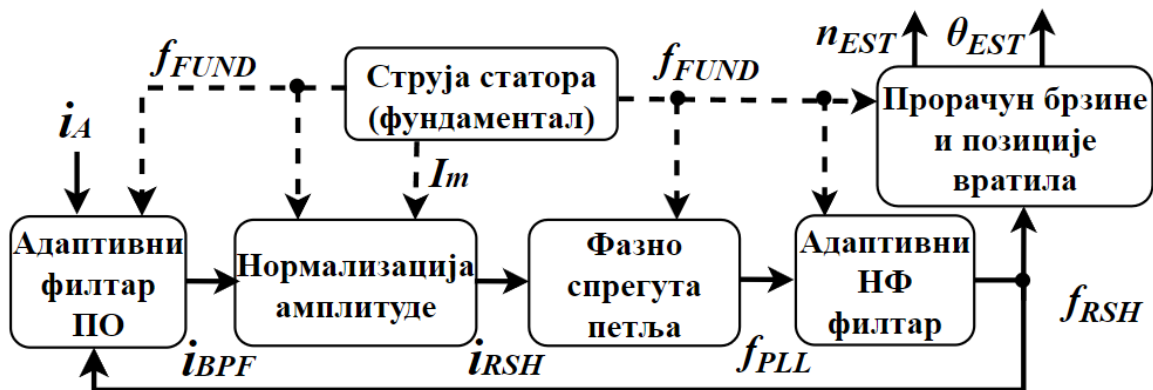 n_EST θ_EST
f_FUND
Струја статора
(фундаментал)
f_FUND
Прорачун брзине
и позиције
вратила
i_A
I_m
Адаптивни
филтар
ПО
Нормализација
амплитуде
Фазно
спрегута
петља
Адаптивни
НФ
филтар
f_RSH
i_BPF
i_RSH
f_PLL